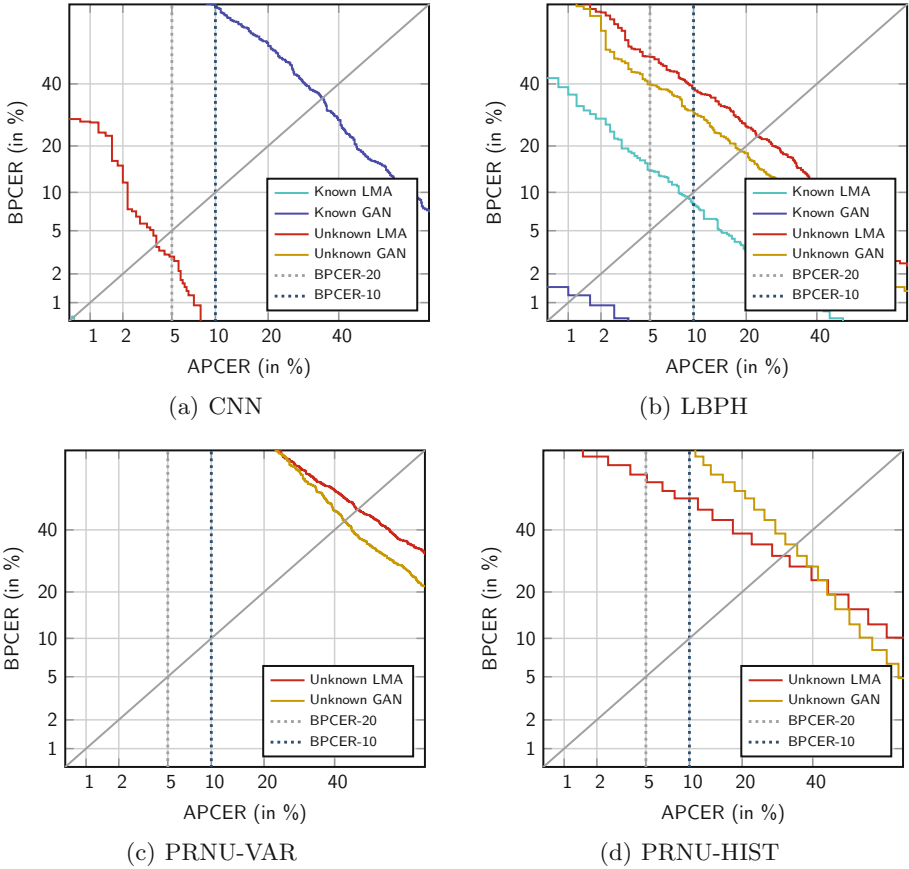 BPCER (in %)
40
20
10
5
2
1
1 2 5 10 20 40
APCER (in %)
Known LMA
Known GAN
Unknown LMA
Unknown GAN
BPCER-20
BPCER-10
(a) CNN
BPCER (in %)
40
20
10
5
2
1
1 2 5 10 20 40
APCER (in %)
Known LMA
Known GAN
Unknown LMA
Unknown GAN
BPCER-20
BPCER-10
(b) LBPH
BPCER (in %)
40
20
10
5
2
1
1 2 5 10 20 40
APCER (in %)
Unknown LMA
Unknown GAN
BPCER-20
BPCER-10
(c) PRNU-VAR
BPCER (in %)
40
20
10
5
2
1
1 2 5 10 20 40
APCER (in %)
Unknown LMA
Unknown GAN
BPCER-20
BPCER-10
(d) PRNU-HIST